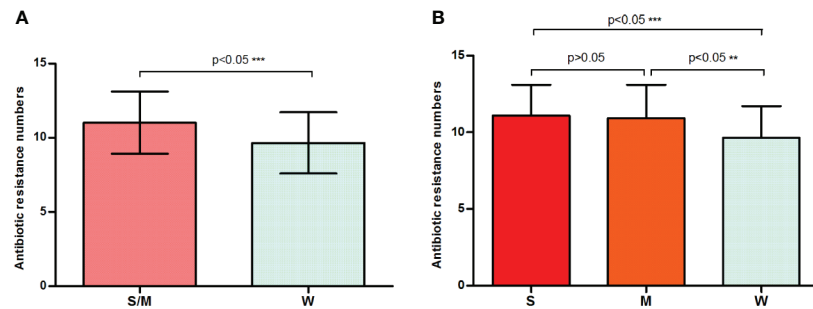 A
Antibiotic resistance numbers
15
10
5
0
p<0.05 ***
S/M
W
B
Antibiotic resistance numbers
15
10
5
0
p<0.05 ***
p>0.05
p<0.05 **
S
M
W